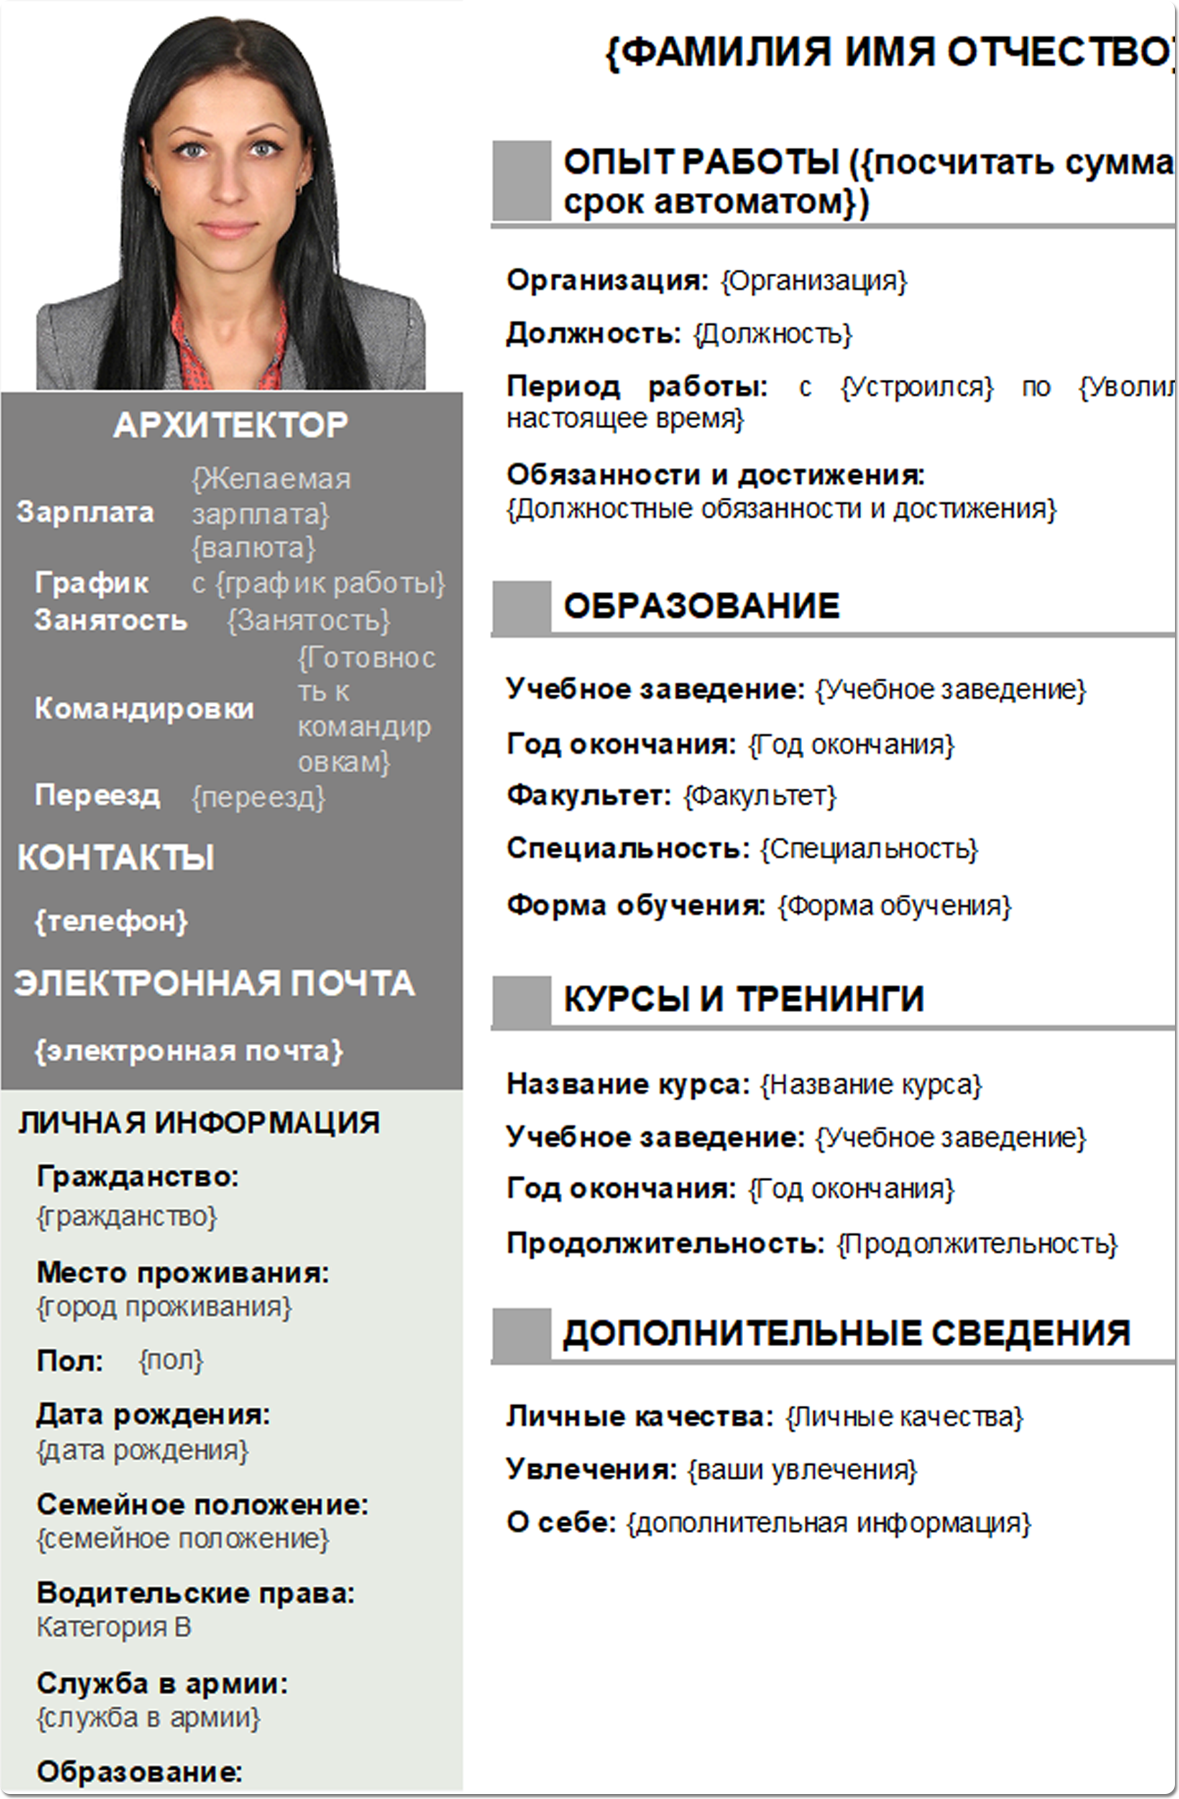 {ФАМИЛИЯ ИМЯ ОТЧЕСТВО}
АРХИТЕКТОР
Зарплата {Желаемая
зарплата}
{валюта}
График с {график работы}
Занятость {Занятость}
Командировки {Готовнос
ть к
командир
овкам}
Переезд {переезд}
КОНТАКТЫ
{телефон}
ЭЛЕКТРОННАЯ ПОЧТА
{электронная почта}
ЛИЧНАЯ ИНФОРМАЦИЯ
Гражданство:
{гражданство}
Место проживания:
{город проживания}
Пол: {пол}
Дата рождения:
{дата рождения}
Семейное положение:
{семейное положение}
Водительские права:
Категория В
Служба в армии:
{служба в армии}
Образование:
ОПЫТ РАБОТЫ ({посчитать сумма
срок автоматом})
Организация: {Организация}
Должность: {Должность}
Период работы: с {Устроился} по {Уволил
настоящее время}
Обязанности и достижения:
{Должностные обязанности и достижения}
ОБРАЗОВАНИЕ
Учебное заведение: {Учебное заведение}
Год окончания: {Год окончания}
Факультет: {Факультет}
Специальность: {Специальность}
Форма обучения: {Форма обучения}
КУРСЫ И ТРЕНИНГИ
Название курса: {Название курса}
Учебное заведение: {Учебное заведение}
Год окончания: {Год окончания}
Продолжительность: {Продолжительность}
ДОПОЛНИТЕЛЬНЫЕ СВЕДЕНИЯ
Личные качества: {Личные качества}
Увлечения: {ваши увлечения}
О себе: {дополнительная информация}